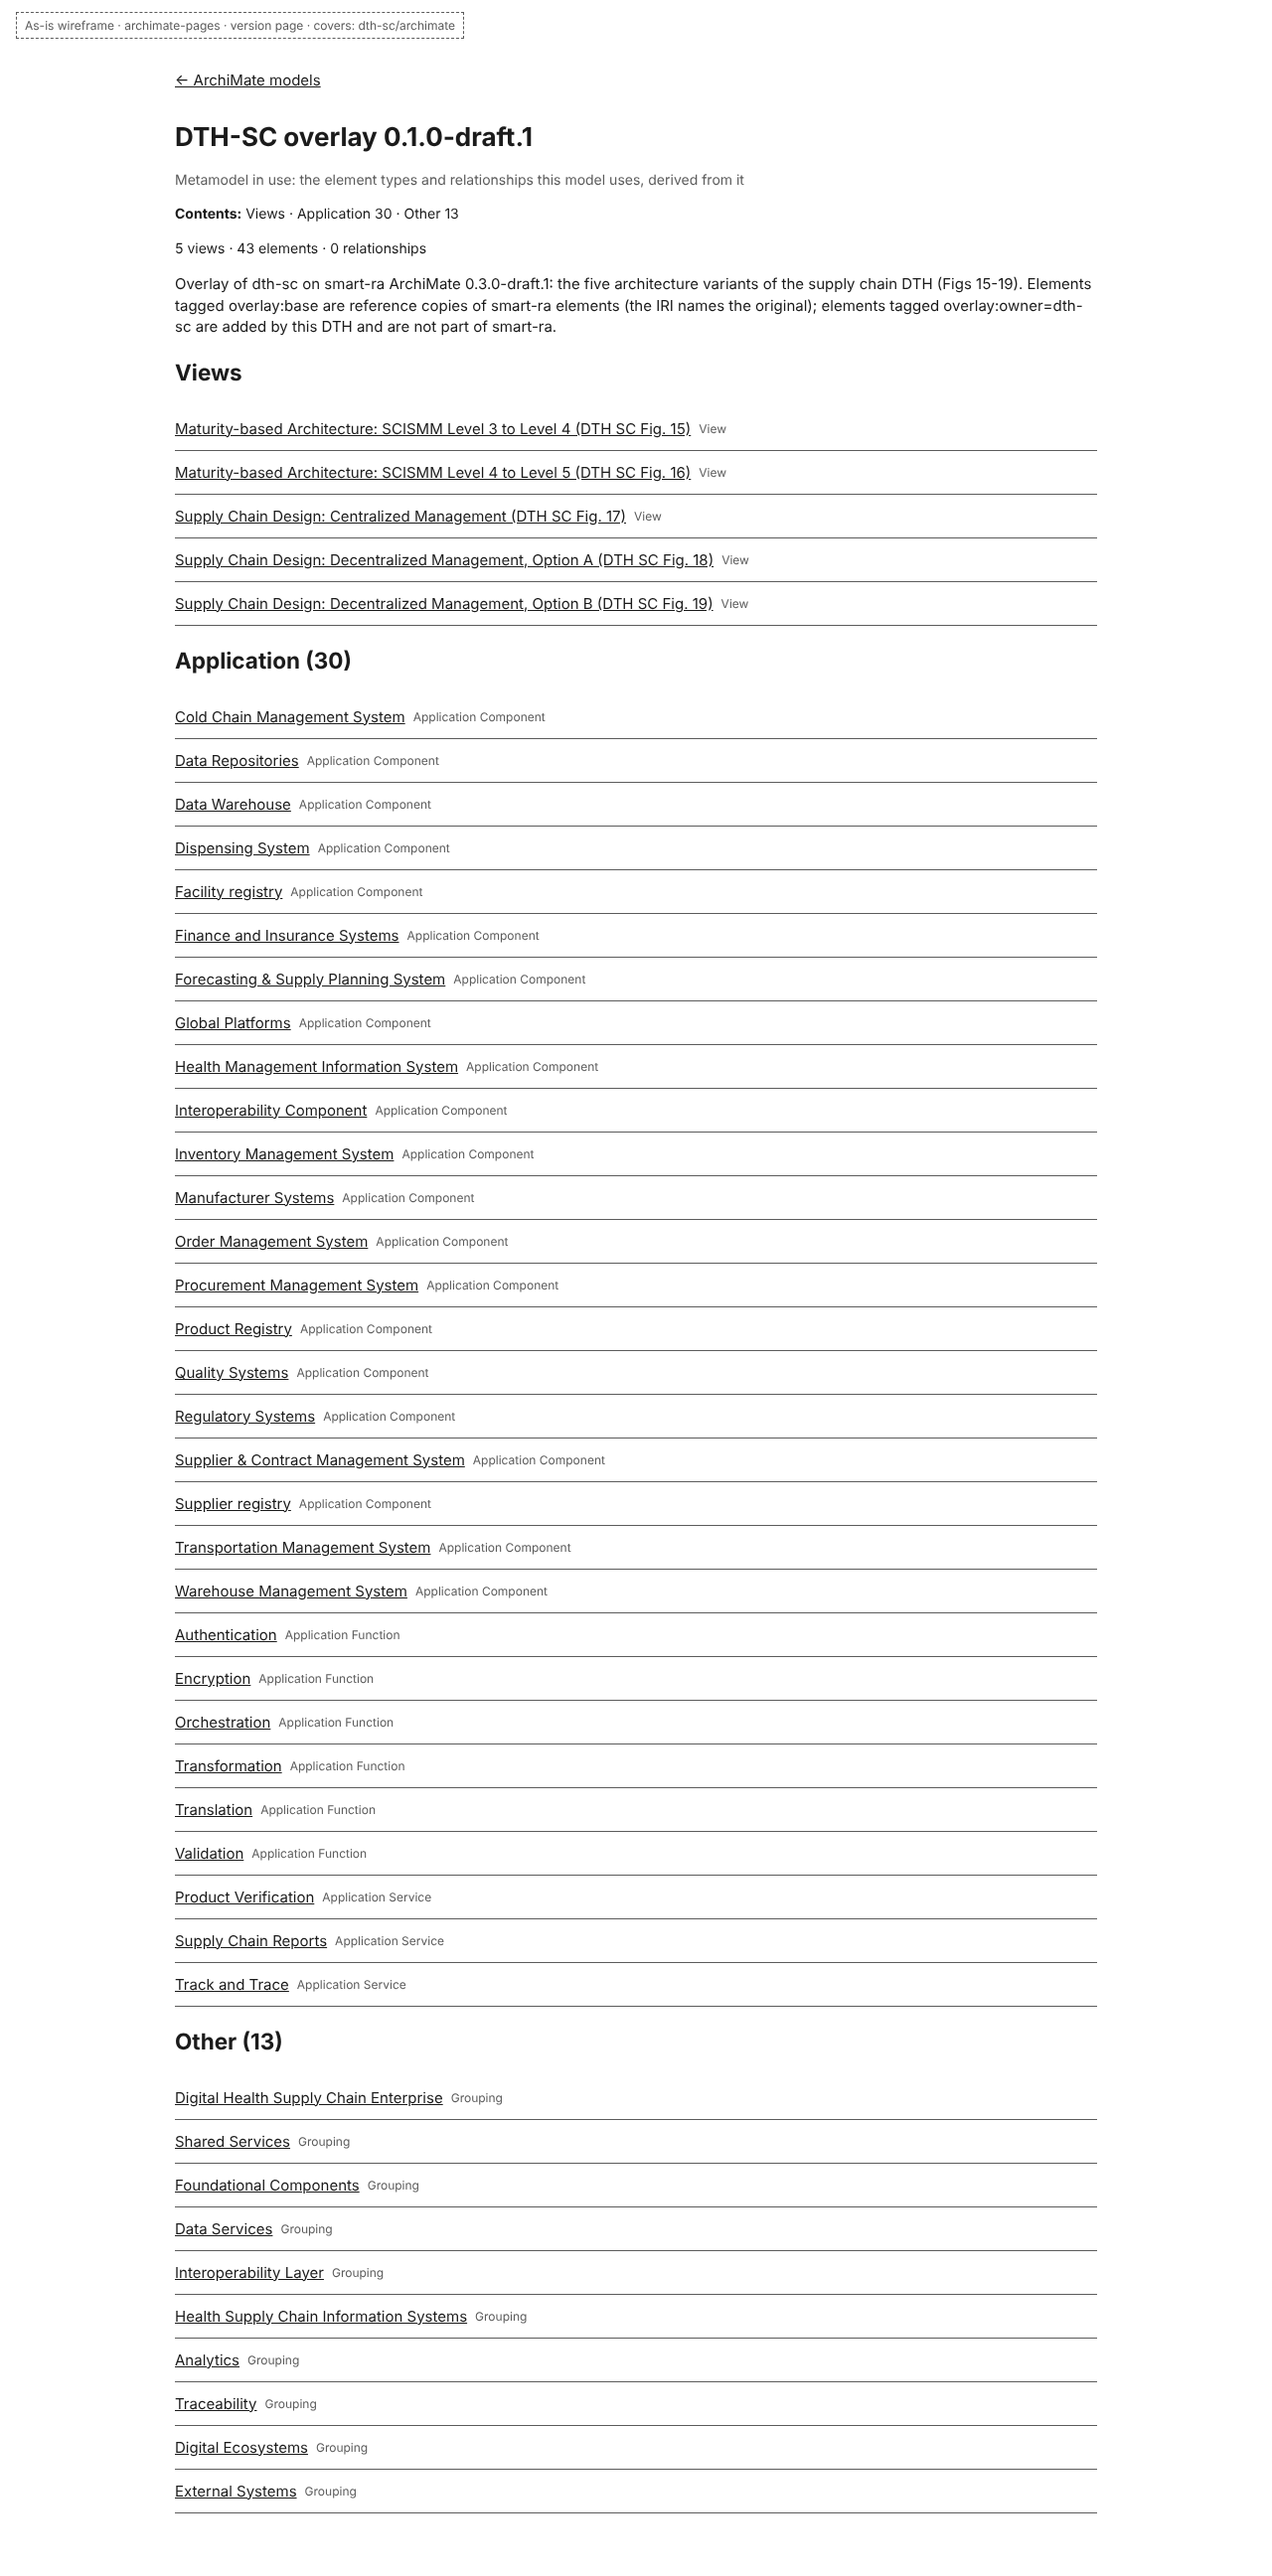 As-is wireframe · archimate-pages · version page · covers: dth-sc/archimate
← ArchiMate models
DTH-SC overlay 0.1.0-draft.1
Metamodel in use: the element types and relationships this model uses, derived from it
Contents: Views · Application 30 · Other 13
5 views · 43 elements · 0 relationships
Overlay of dth-sc on smart-ra ArchiMate 0.3.0-draft.1: the five architecture variants of the supply chain DTH (Figs 15-19). Elements
tagged overlay:base are reference copies of smart-ra elements (the IRI names the original); elements tagged overlay:owner=dth-
sc are added by this DTH and are not part of smart-ra.
Views
Maturity-based Architecture: SCISMM Level 3 to Level 4 (DTH SC Fig. 15) View
Maturity-based Architecture: SCISMM Level 4 to Level 5 (DTH SC Fig. 16) View
Supply Chain Design: Centralized Management (DTH SC Fig. 17) View
Supply Chain Design: Decentralized Management, Option A (DTH SC Fig. 18) View
Supply Chain Design: Decentralized Management, Option B (DTH SC Fig. 19) View
Application (30)
Cold Chain Management System Application Component
Data Repositories Application Component
Data Warehouse Application Component
Dispensing System Application Component
Facility registry Application Component
Finance and Insurance Systems Application Component
Forecasting & Supply Planning System Application Component
Global Platforms Application Component
Health Management Information System Application Component
Interoperability Component Application Component
Inventory Management System Application Component
Manufacturer Systems Application Component
Order Management System Application Component
Procurement Management System Application Component
Product Registry Application Component
Quality Systems Application Component
Regulatory Systems Application Component
Supplier & Contract Management System Application Component
Supplier registry Application Component
Transportation Management System Application Component
Warehouse Management System Application Component
Authentication Application Function
Encryption Application Function
Orchestration Application Function
Transformation Application Function
Translation Application Function
Validation Application Function
Product Verification Application Service
Supply Chain Reports Application Service
Track and Trace Application Service
Other (13)
Digital Health Supply Chain Enterprise Grouping
Shared Services Grouping
Foundational Components Grouping
Data Services Grouping
Interoperability Layer Grouping
Health Supply Chain Information Systems Grouping
Analytics Grouping
Traceability Grouping
Digital Ecosystems Grouping
External Systems Grouping